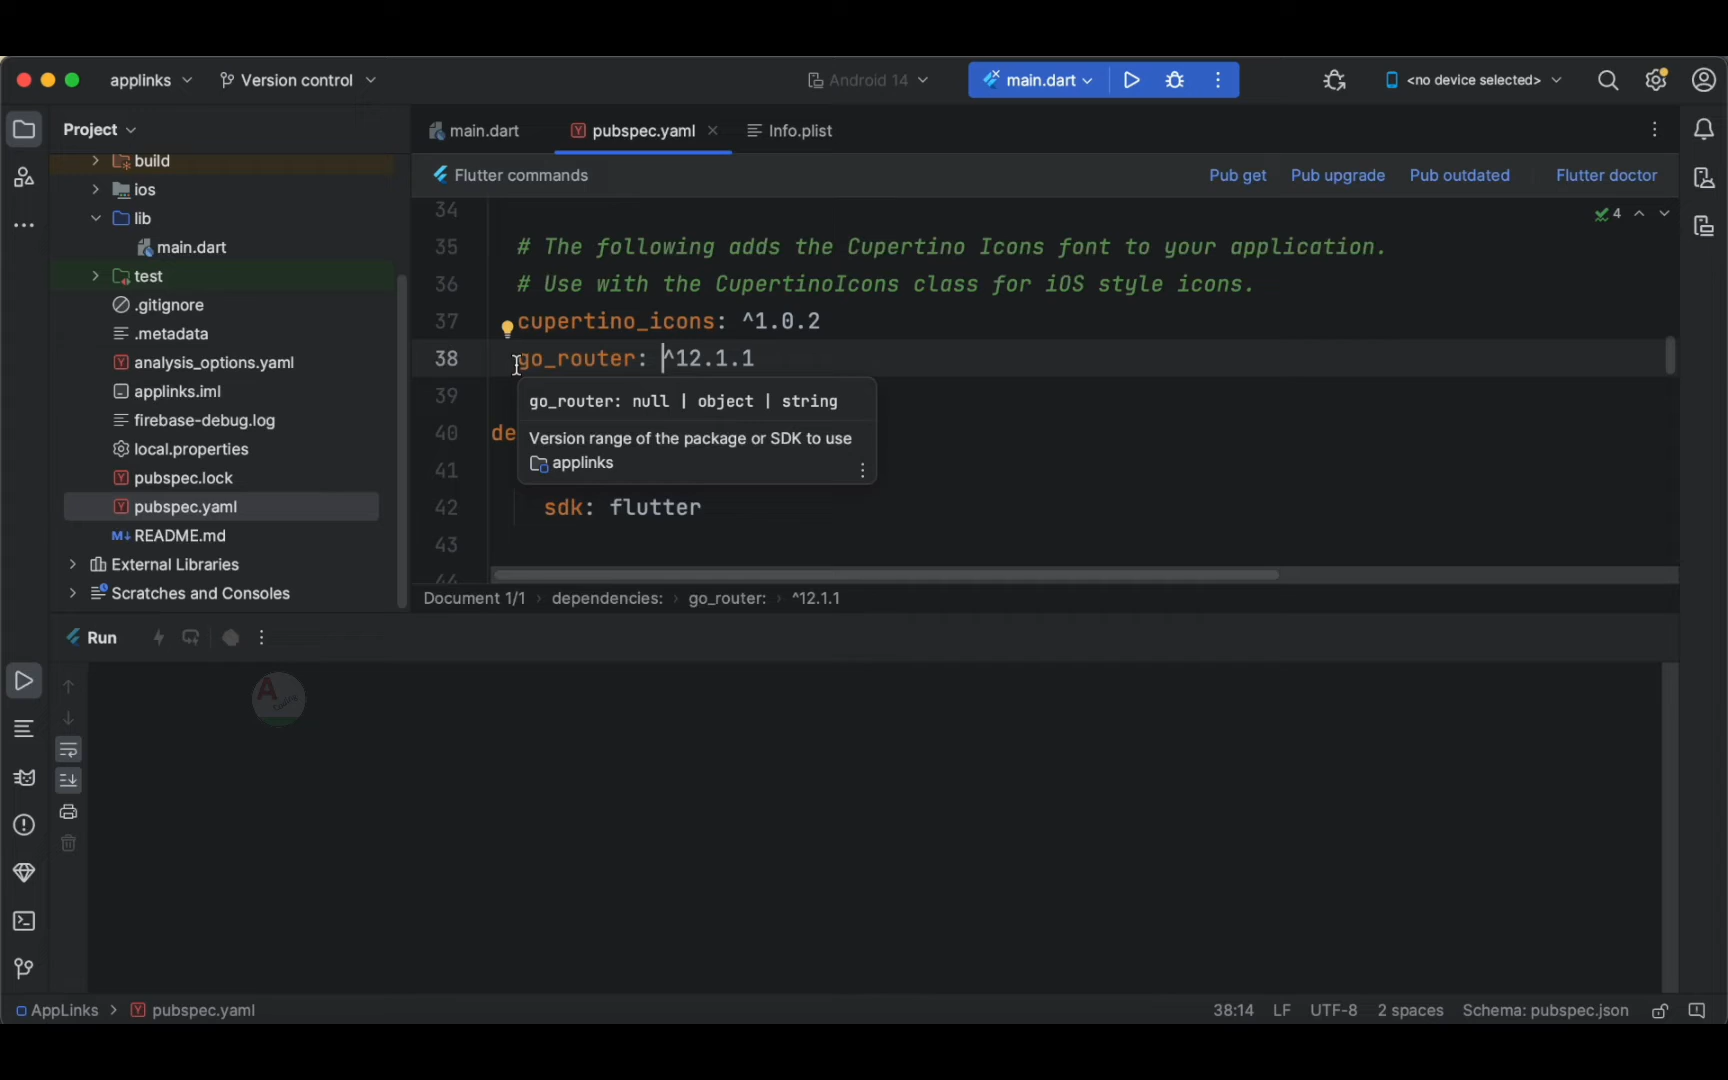 applinks
Version control
Android 14
main.dart
<no device selected>
Project
main.dart
pubspec.yaml
Info.plist
build
ios
lib
main.dart
test
.gitignore
.metadata
analysis_options.yaml
applinks.iml
firebase-debug.log
local.properties
pubspec.lock
pubspec.yaml
README.md
External Libraries
Scratches and Consoles
Flutter commands
Pub get
Pub upgrade
Pub outdated
Flutter doctor
4
34
35 # The following adds the Cupertino Icons font to your application.
36 # Use with the CupertinoIcons class for iOS style icons.
37 cupertino_icons: ^1.0.2
38 go_router: ^12.1.1
39
go_router: null | object | string
40 de
Version range of the package or SDK to use
applinks
41
42 sdk: flutter
43
44
Document 1/1 › dependencies: › go_router: › ^12.1.1
Run
A
Coding
AppLinks > pubspec.yaml
38:14 LF UTF-8 2 spaces Schema: pubspec.json